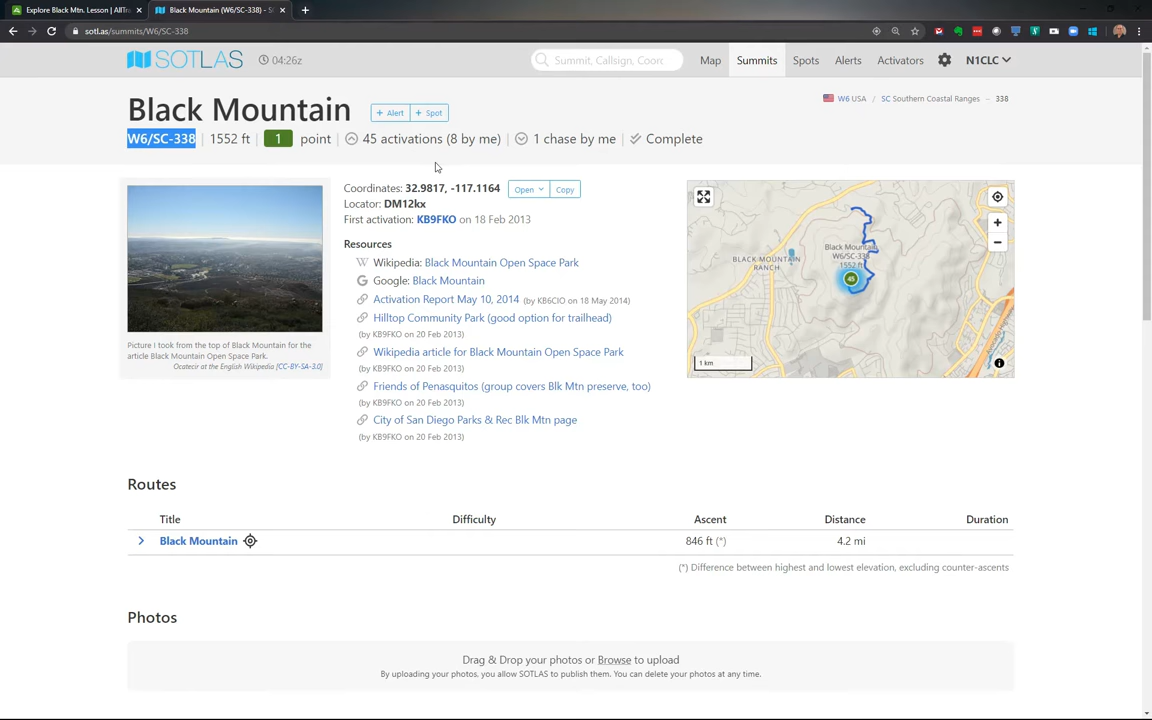 Explore Black Mtn. Lesson | AllTr
Black Mountain (W6/SC-338) - S
sotl.as/summits/W6/SC-338
SOTLAS
04:26z
Summit, Callsign, Coorc
Map
Summits
Spots
Alerts
Activators
N1CLC
Black Mountain
+ Alert
+ Spot
W6 USA / SC Southern Coastal Ranges - 338
W6/SC-338 | 1552 ft | 1 point | 45 activations (8 by me) | 1 chase by me | Complete
Picture I took from the top of Black Mountain for the
article Black Mountain Open Space Park.
Ocatecir at the English Wikipedia [CC-BY-SA-3.0]
Coordinates: 32.9817, -117.1164
Open
Copy
Locator: DM12kx
First activation: KB9FKO on 18 Feb 2013
Resources
Wikipedia: Black Mountain Open Space Park
Google: Black Mountain
Activation Report May 10, 2014 (by KB6CIO on 18 May 2014)
Hilltop Community Park (good option for trailhead)
(by KB9FKO on 20 Feb 2013)
Wikipedia article for Black Mountain Open Space Park
(by KB9FKO on 20 Feb 2013)
Friends of Penasquitos (group covers Blk Mtn preserve, too)
(by KB9FKO on 20 Feb 2013)
City of San Diego Parks & Rec Blk Mtn page
(by KB9FKO on 20 Feb 2013)
BLACK MOUNTAIN
RANCH
Black Mountain
W6/SC-338
1552 ft
45
1 km
Routes
Title
Difficulty
Ascent
Distance
Duration
Black Mountain
846 ft (*)
4.2 mi
(*) Difference between highest and lowest elevation, excluding counter-ascents
Photos
Drag & Drop your photos or Browse to upload
By uploading your photos, you allow SOTLAS to publish them. You can delete your photos at any time.